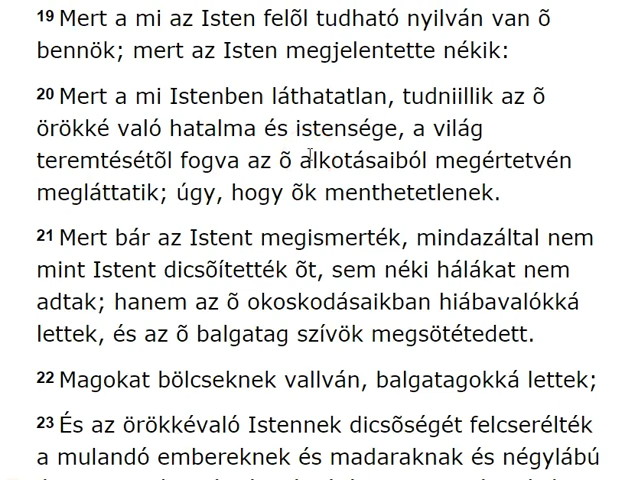 19 Mert a mi az Isten felõl tudható nyilván van õ
bennök; mert az Isten megjelentette nékik:
20 Mert a mi Istenben láthatatlan, tudniillik az õ
örökké való hatalma és istensége, a világ
teremtésétõl fogva az õ alkotásaiból megértetvén
megláttatik; úgy, hogy õk menthetetlenek.
21 Mert bár az Istent megismerték, mindazáltal nem
mint Istent dicsõítették õt, sem néki hálákat nem
adtak; hanem az õ okoskodásaikban hiábavalókká
lettek, és az õ balgatag szívök megsötétedett.
22 Magokat bölcseknek vallván, balgatagokká lettek;
23 És az örökkévaló Istennek dicsõségét felcserélték
a mulandó embereknek és madaraknak és négylábú